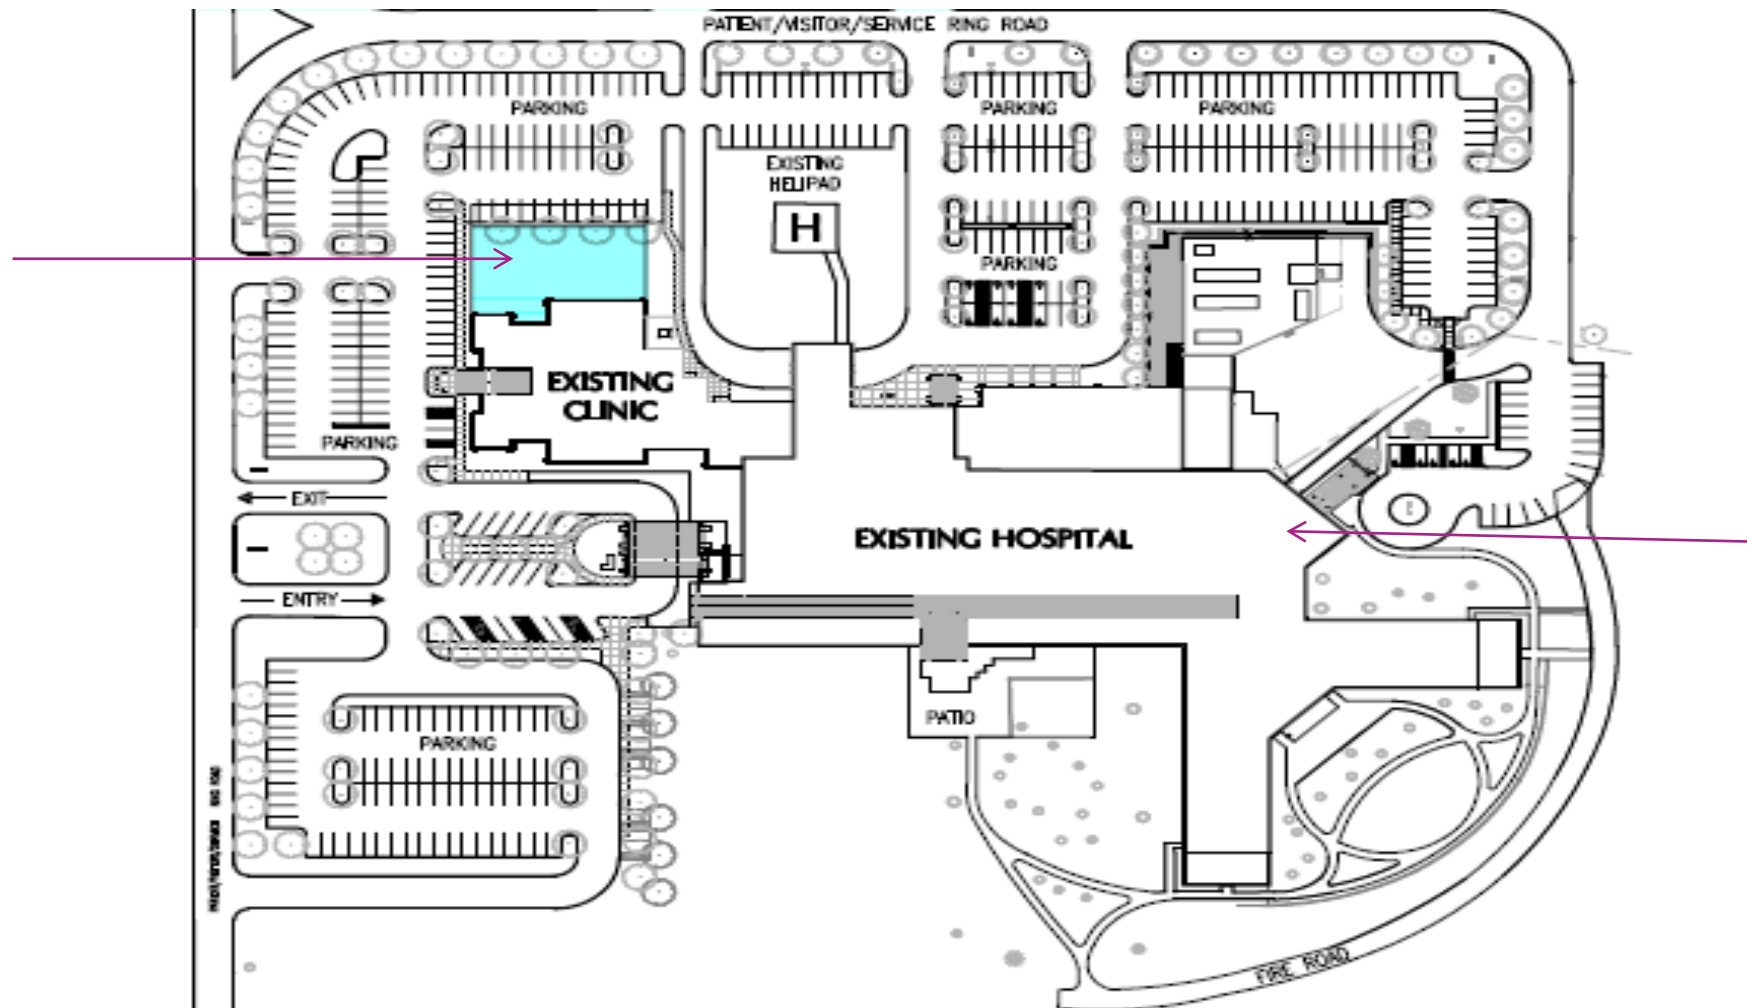 PATIENT/VISITOR/SERVICE RING ROAD
PARKING
PARKING
PARKING
EXISTING
HELIPAD
H
PARKING
EXISTING
CLINIC
PARKING
EXIT
EXISTING HOSPITAL
ENTRY
PATIO
PARKING
FIRE ROAD